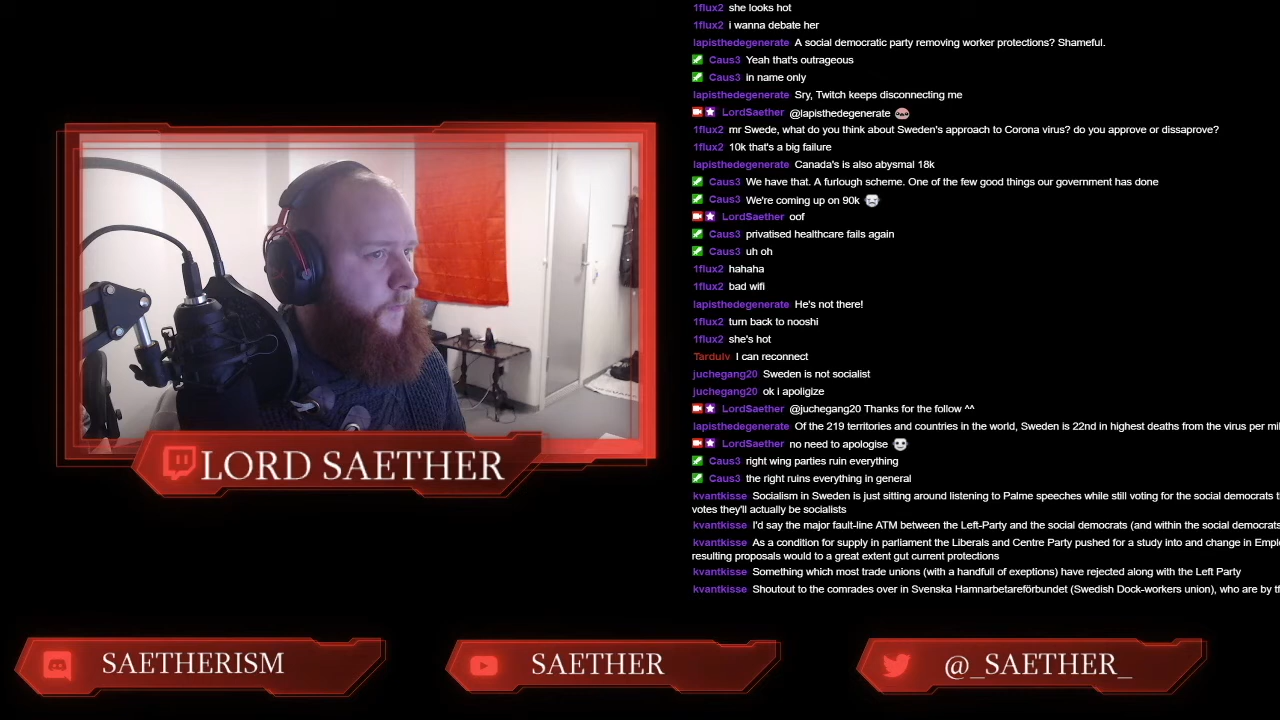 1flux2 she looks hot
1flux2 i wanna debate her
lapisthedegenerate A social democratic party removing worker protections? Shameful.
Caus3 Yeah that's outrageous
Caus3 in name only
lapisthedegenerate Sry, Twitch keeps disconnecting me
LordSaether @lapisthedegenerate
1flux2 mr Swede, what do you think about Sweden's approach to Corona virus? do you approve or dissaprove?
1flux2 10k that's a big failure
lapisthedegenerate Canada's is also abysmal 18k
Caus3 We have that. A furlough scheme. One of the few good things our government has done
Caus3 We're coming up on 90k
LordSaether oof
Caus3 privatised healthcare fails again
Caus3 uh oh
1flux2 hahaha
1flux2 bad wifi
lapisthedegenerate He's not there!
1flux2 turn back to nooshi
1flux2 she's hot
Tarduiv I can reconnect
juchegang20 Sweden is not socialist
juchegang20 ok i apoligize
LordSaether @juchegang20 Thanks for the follow ^^
lapisthedegenerate Of the 219 territories and countries in the world, Sweden is 22nd in highest deaths from the virus per
LordSaether no need to apologise
Caus3 right wing parties ruin everything
Caus3 the right ruins everything in general
kvantkisse Socialism in Sweden is just sitting around listening to Palme speeches while still voting for the social democrats
votes they'll actually be socialists
kvantkisse I'd say the major fault-line ATM between the Left-Party and the social democrats (and within the social democrats
kvantkisse As a condition for supply in parliament the Liberals and Centre Party pushed for a study into and change in
resulting proposals would to a great extent gut current protections
kvantkisse Something which most trade unions (with a handfull of exeptions) have rejected along with the Left Party
kvantkisse Shoutout to the comrades over in Svenska Hamnarbetareförbundet (Swedish Dock-workers union), who are by
LORD SAETHER
SAETHERISM
SAETHER
@_SAETHER_